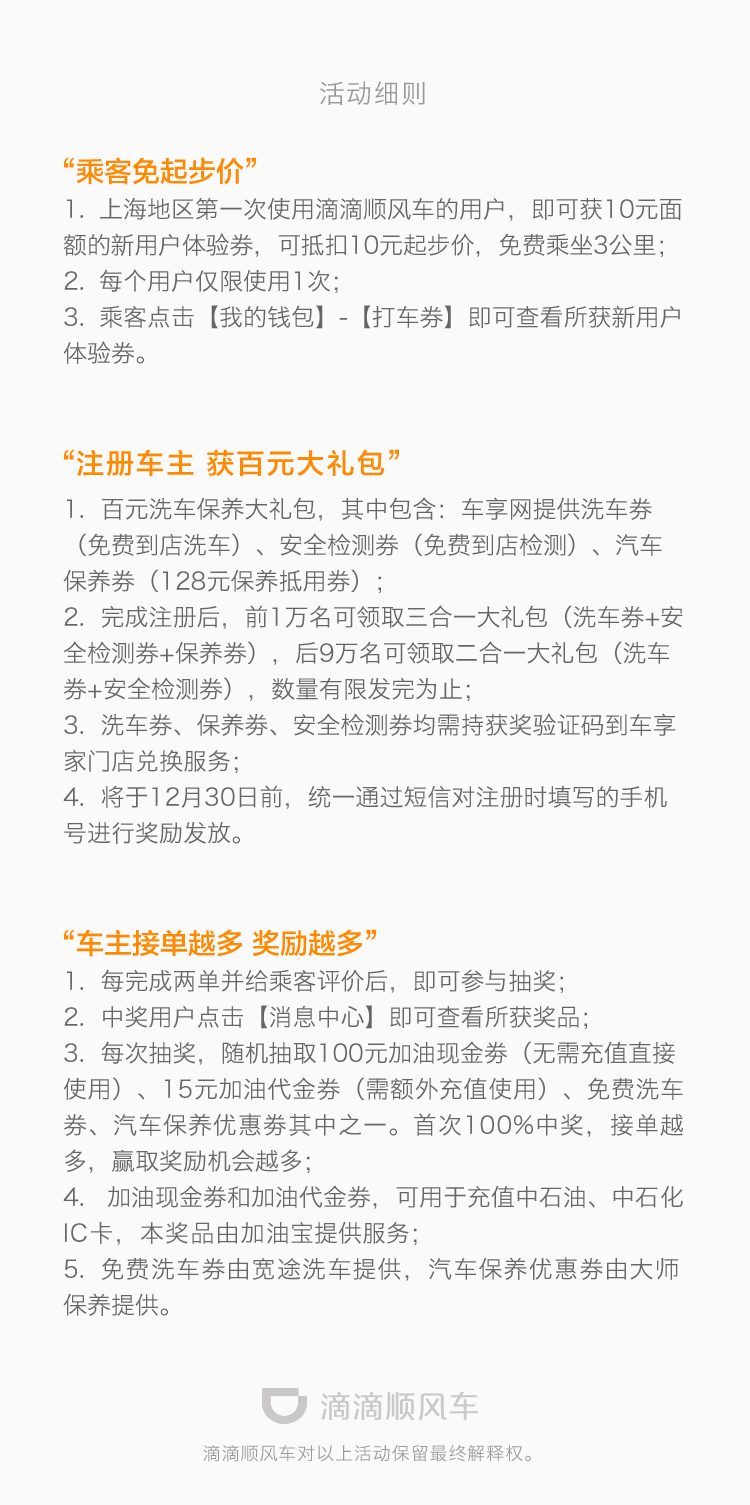 活动细则
“乘客免起步价”
1. 上海地区第一次使用滴滴顺风车的用户，即可获10元面
额的新用户体验券，可抵扣10元起步价，免费乘坐3公里；
2. 每个用户仅限使用1次；
3. 乘客点击【我的钱包】-【打车券】即可查看所获新用户
体验券。
“注册车主 获百元大礼包”
1. 百元洗车保养大礼包，其中包含：车享网提供洗车券
（免费到店洗车）、安全检测券（免费到店检测）、汽车
保养券（128元保养抵用券）；
2. 完成注册后，前1万名可领取三合一大礼包（洗车券+安
全检测券+保养券），后9万名可领取二合一大礼包（洗车
券+安全检测券），数量有限发完为止；
3. 洗车券、保养券、安全检测券均需持获奖验证码到车享
家门店兑换服务；
4. 将于12月30日前，统一通过短信对注册时填写的手机
号进行奖励发放。
“车主接单越多 奖励越多”
1. 每完成两单并给乘客评价后，即可参与抽奖；
2. 中奖用户点击【消息中心】即可查看所获奖品；
3. 每次抽奖，随机抽取100元加油现金券（无需充值直接
使用）、15元加油代金券（需额外充值使用）、免费洗车
券、汽车保养优惠券其中之一。首次100%中奖，接单越
多，赢取奖励机会越多；
4. 加油现金券和加油代金券，可用于充值中石油、中石化
IC卡，本奖品由加油宝提供服务；
5. 免费洗车券由宽途洗车提供，汽车保养优惠券由大师
保养提供。
滴滴顺风车
滴滴顺风车对以上活动保留最终解释权。